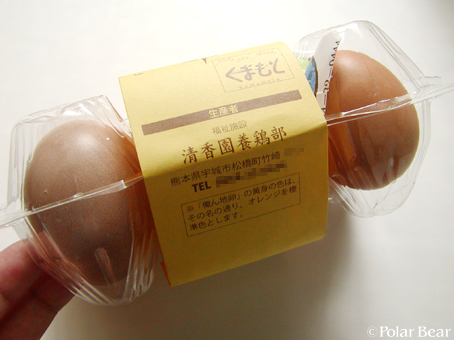 くまもと
KUMAMOTO
生産者
福祉施設
清香園養鶏部
熊本県宇城市松橋町竹崎
TEL
※「俺ん地卵」の黄身の色は、
その名の通り、オレンジを標
準色とします。
© Polar Bear